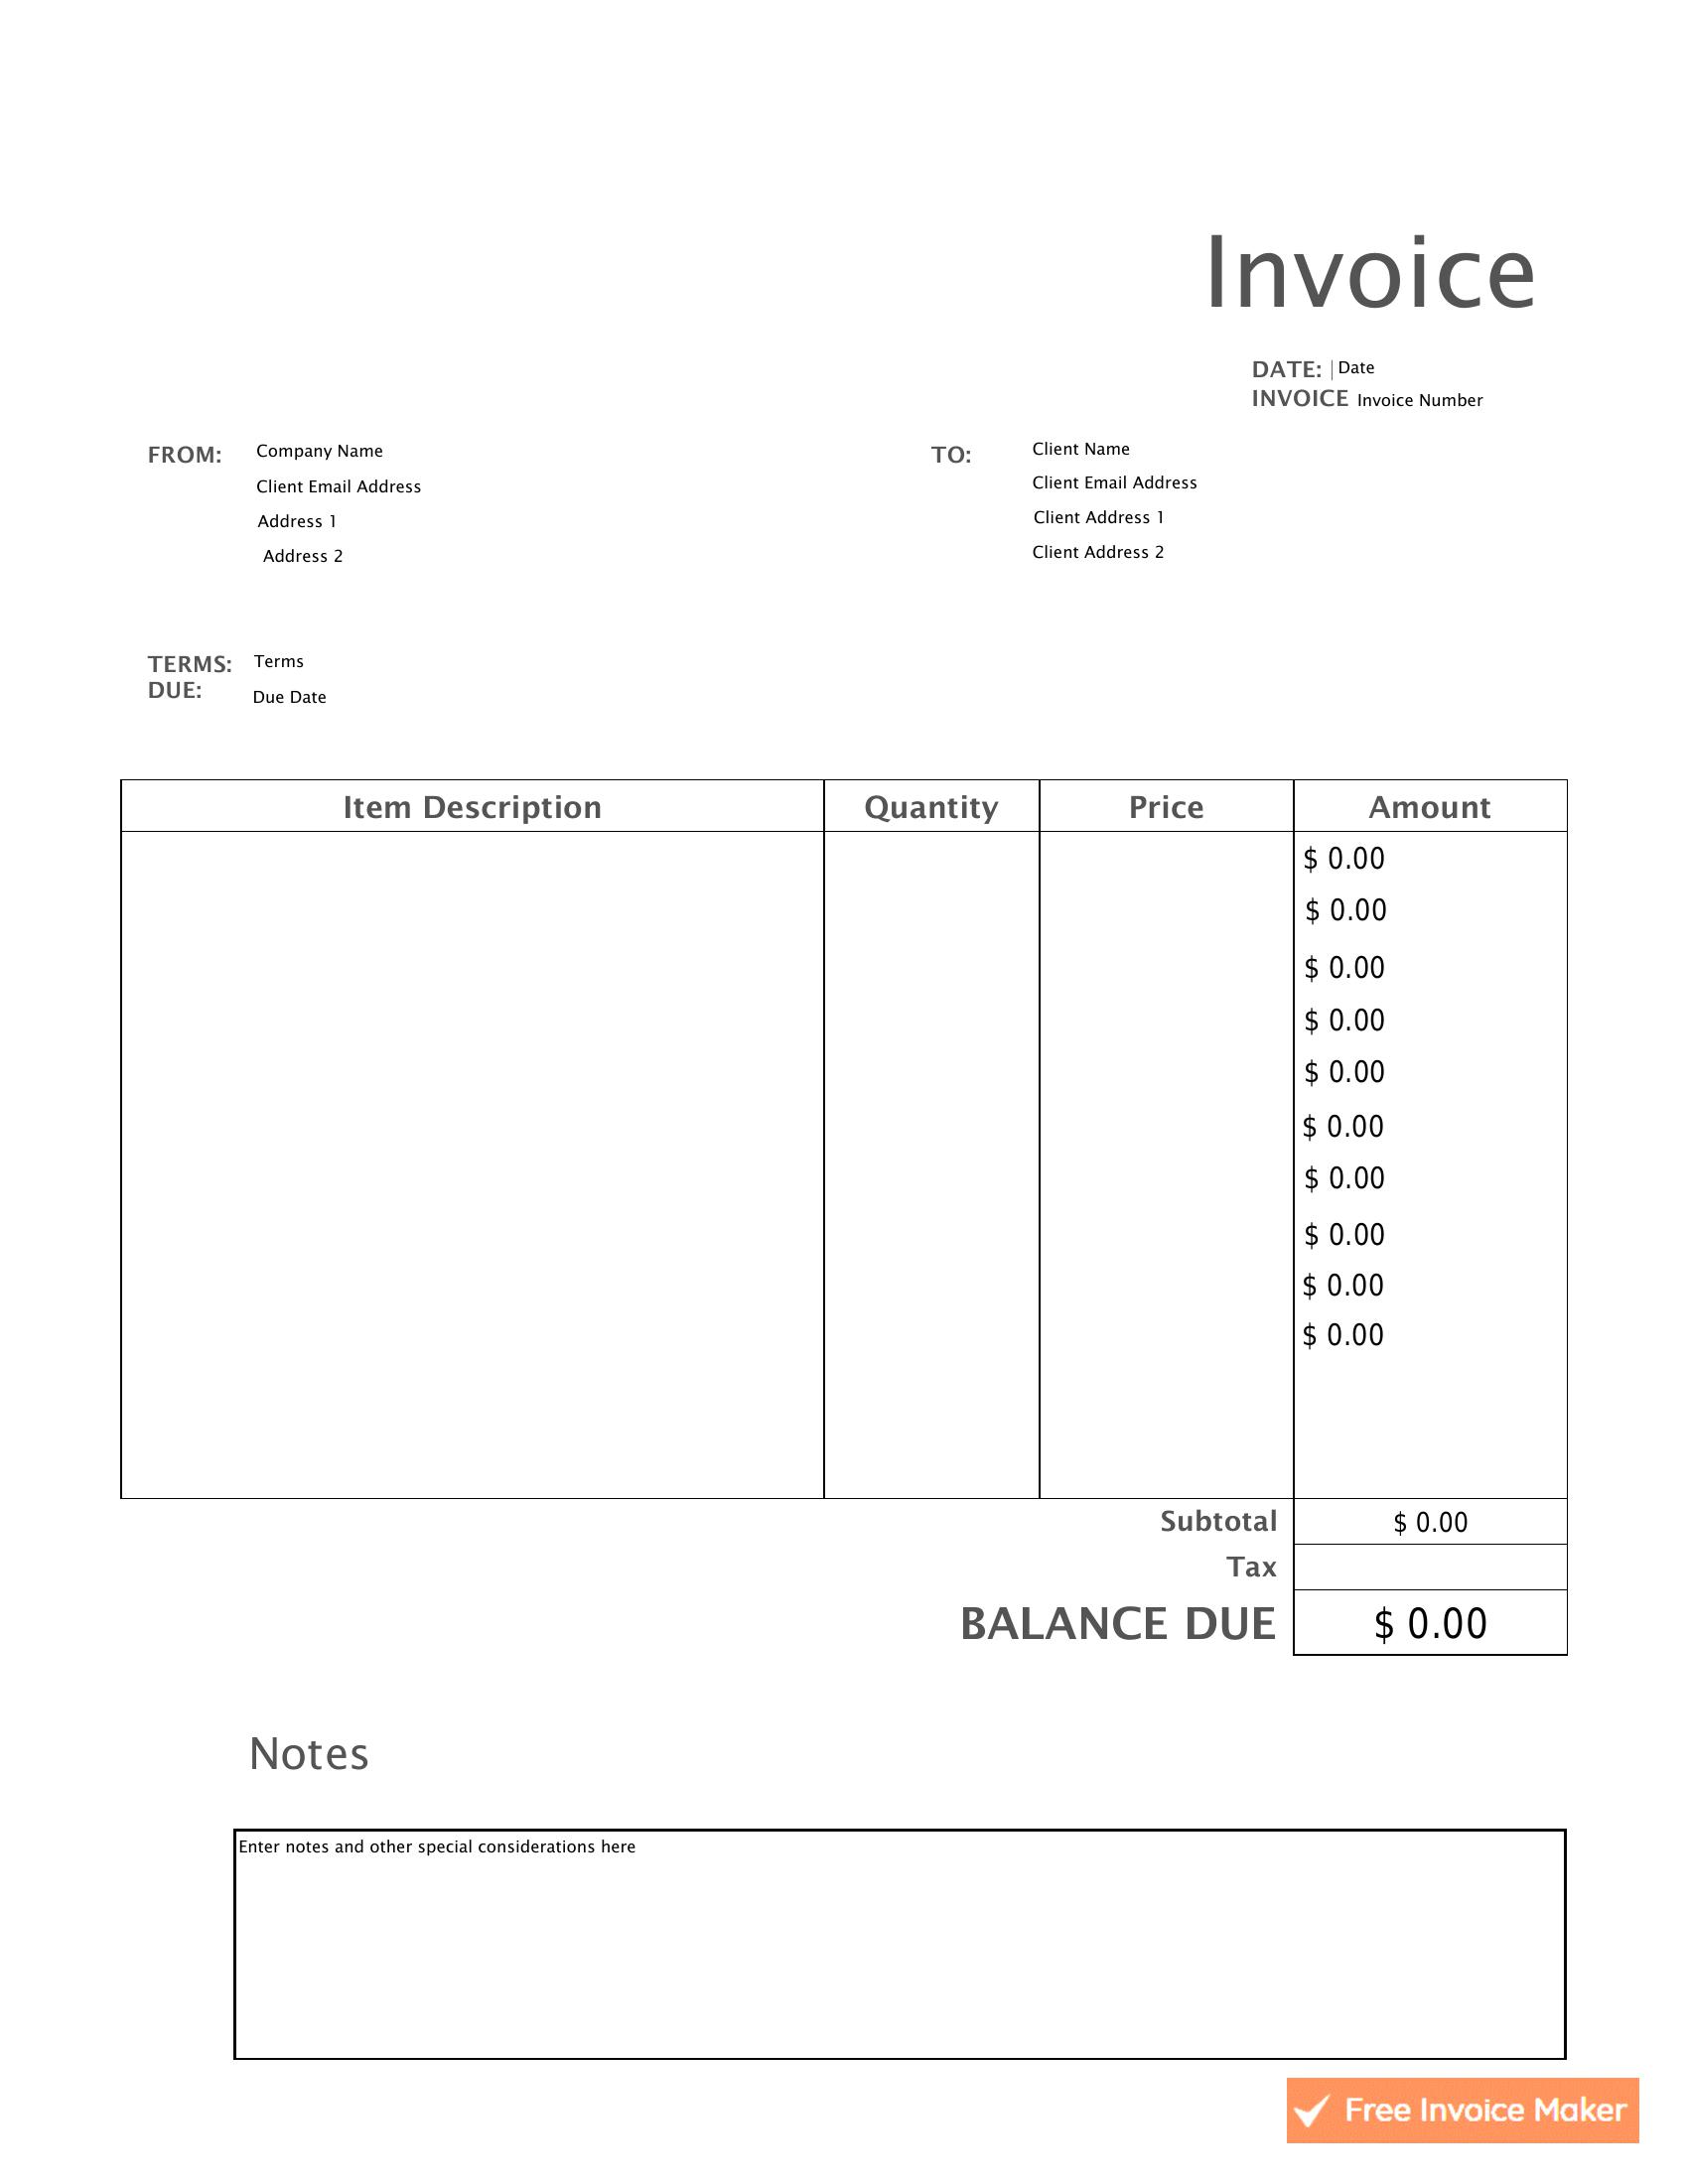 Invoice
DATE: Date
INVOICE Invoice Number
FROM: Company Name
Client Email Address
Address 1
Address 2
TO: Client Name
Client Email Address
Client Address 1
Client Address 2
TERMS: Terms
DUE: Due Date
Item Description Quantity Price Amount
$ 0.00
$ 0.00
$ 0.00
$ 0.00
$ 0.00
$ 0.00
$ 0.00
$ 0.00
$ 0.00
$ 0.00
Subtotal $ 0.00
Tax
BALANCE DUE $ 0.00
Notes
Enter notes and other special considerations here
Free Invoice Maker